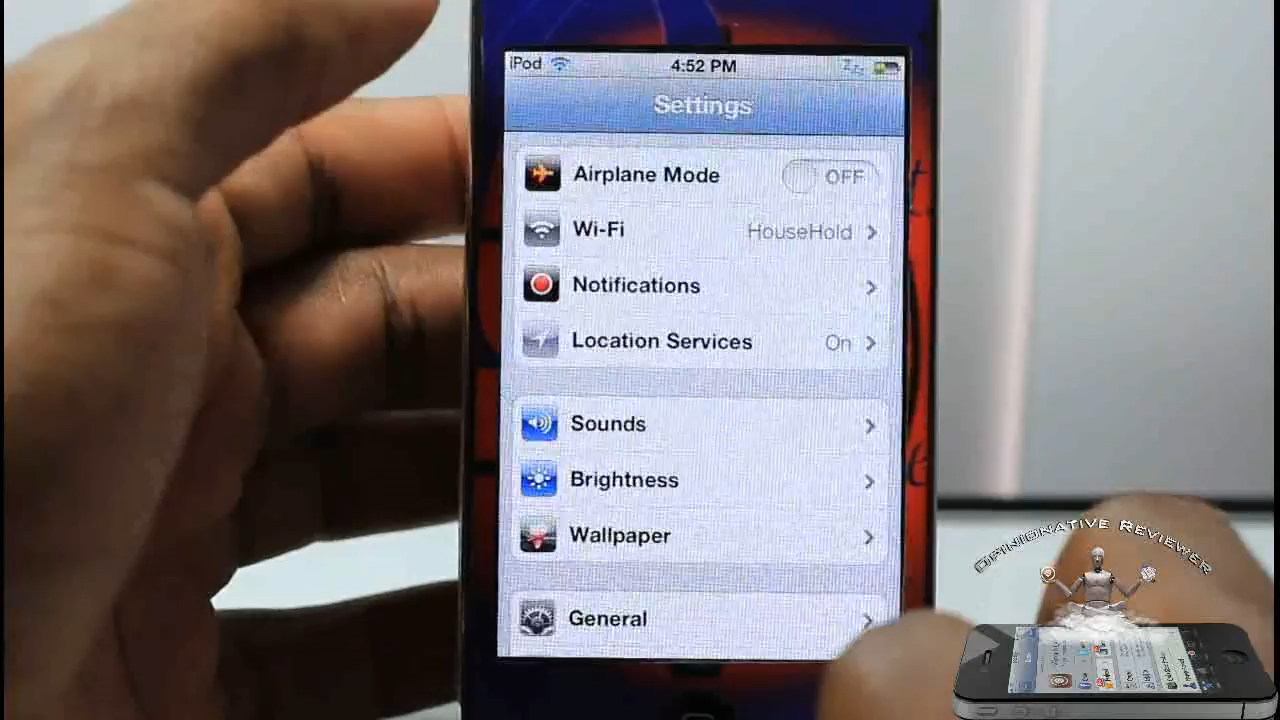 iPod 4:52 PM Zzz
Settings
Airplane Mode OFF
Wi-Fi HouseHold
Notifications
Location Services On
Sounds
Brightness
Wallpaper
General
Opinionative Reviewer